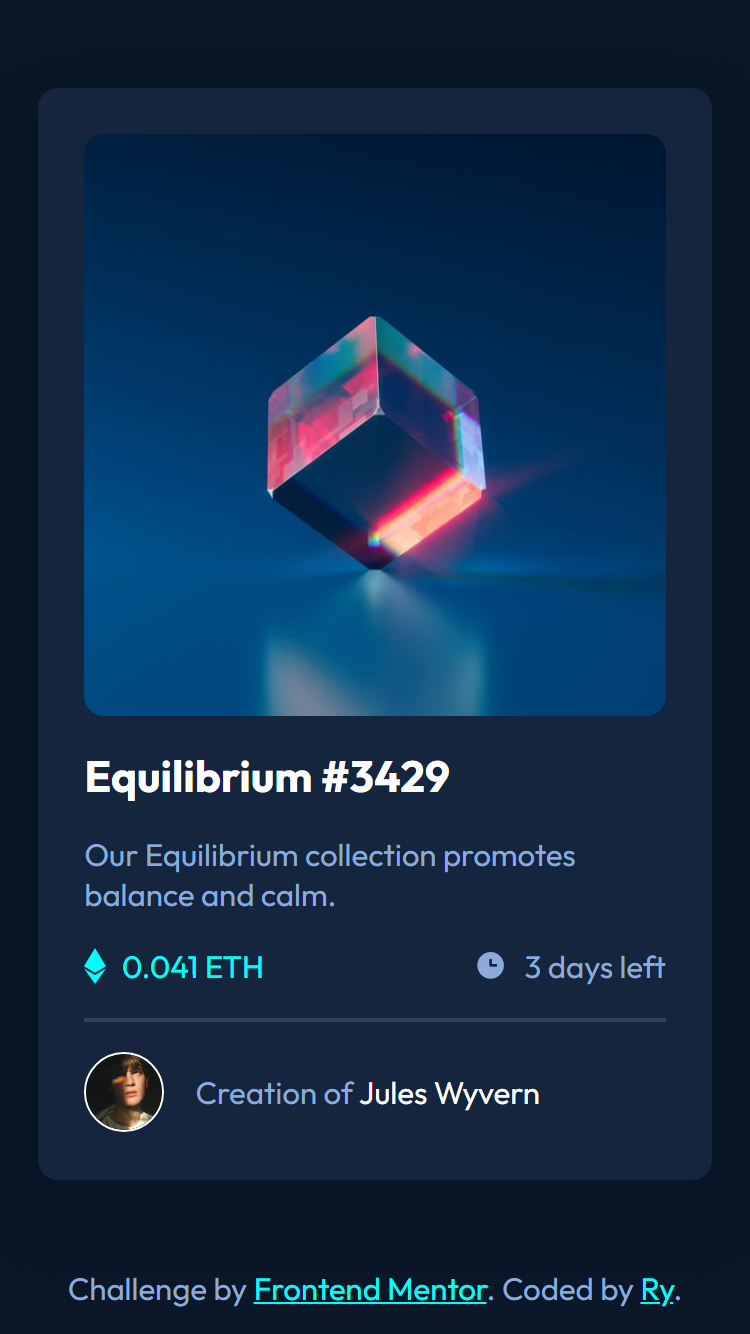 Equilibrium #3429
Our Equilibrium collection promotes
balance and calm.
0.041 ETH
3 days left
Creation of Jules Wyvern
Challenge by Frontend Mentor. Coded by Ry.